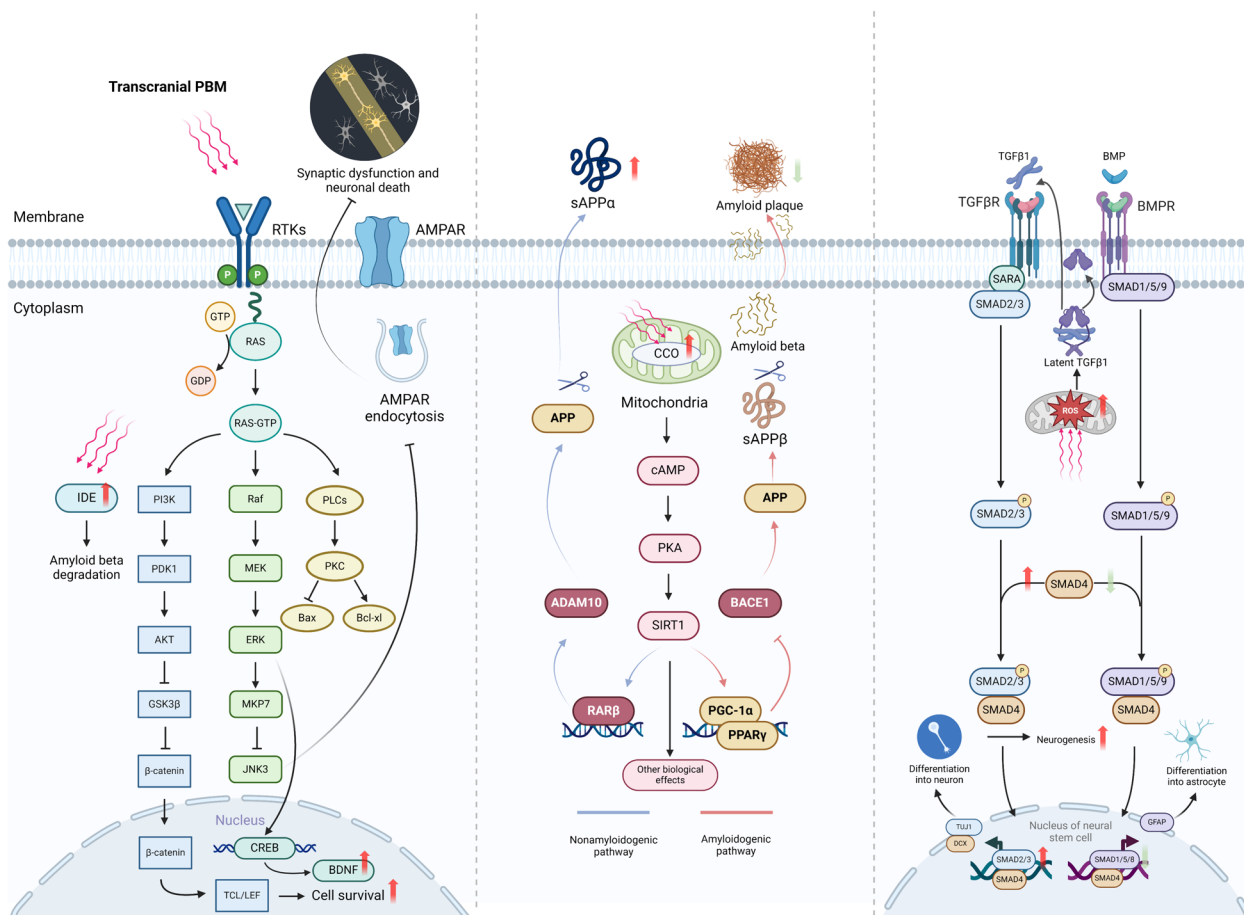 Transcranial PBM
Synaptic dysfunction and
neuronal death
Membrane
RTKs
AMPAR
P
P
Cytoplasm
GTP
RAS
GDP
AMPAR
endocytosis
RAS-GTP
IDE
PI3K
Raf
PLCs
Amyloid beta
degradation
PDK1
MEK
PKC
Bax
Bcl-xl
AKT
ERK
GSK3β
MKP7
β-catenin
JNK3
Nucleus
β-catenin
CREB
BDNF
TCL/LEF
Cell survival
sAPPα
Amyloid plaque
CCO
Amyloid beta
Mitochondria
APP
sAPPβ
cAMP
APP
PKA
ADAM10
BACE1
SIRT1
RARβ
PGC-1α
PPARγ
Other biological
effects
Nonamyloidogenic
pathway
Amyloidogenic
pathway
TGFβ1
BMP
TGFβR
BMPR
SARA
SMAD2/3
SMAD1/5/9
Latent TGFβ1
ROS
P
SMAD2/3
P
SMAD1/5/9
SMAD4
P
SMAD2/3
SMAD4
P
SMAD1/5/9
SMAD4
Neurogenesis
Differentiation
into neuron
Differentiation
into astrocyte
TUJ1
DCX
Nucleus of neural
stem cell
GFAP
SMAD2/3
SMAD4
SMAD1/5/8
SMAD4